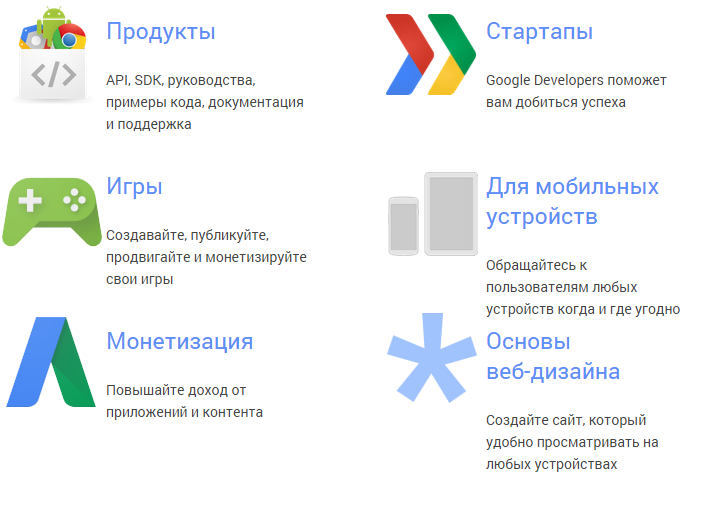 Продукты
API, SDK, руководства,
примеры кода, документация
и поддержка
Стартапы
Google Developers поможет
вам добиться успеха
Игры
Создавайте, публикуйте,
продвигайте и монетизируйте
свои игры
Для мобильных
устройств
Обращайтесь к
пользователям любых
устройств когда и где угодно
Монетизация
Повышайте доход от
приложений и контента
Основы
веб-дизайна
Создайте сайт, который
удобно просматривать на
любых устройствах